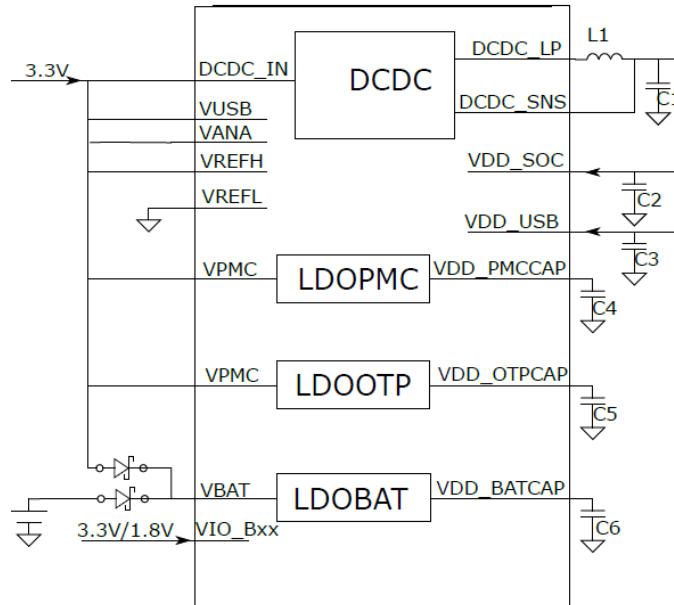 L1
3.3V
DCDC_IN
DCDC
DCDC_LP
C1
VUSB
DCDC_SNS
VANA
VREFH
VDD_SOC
VREFL
C2
VDD_USB
C3
VPMC
LDOPMC
VDD_PMCCAP
C4
VPMC
LDOOTP
VDD_OTPCAP
C5
VBAT
LDOBAT
VDD_BATCAP
C6
3.3V/1.8V
VIO_Bxx